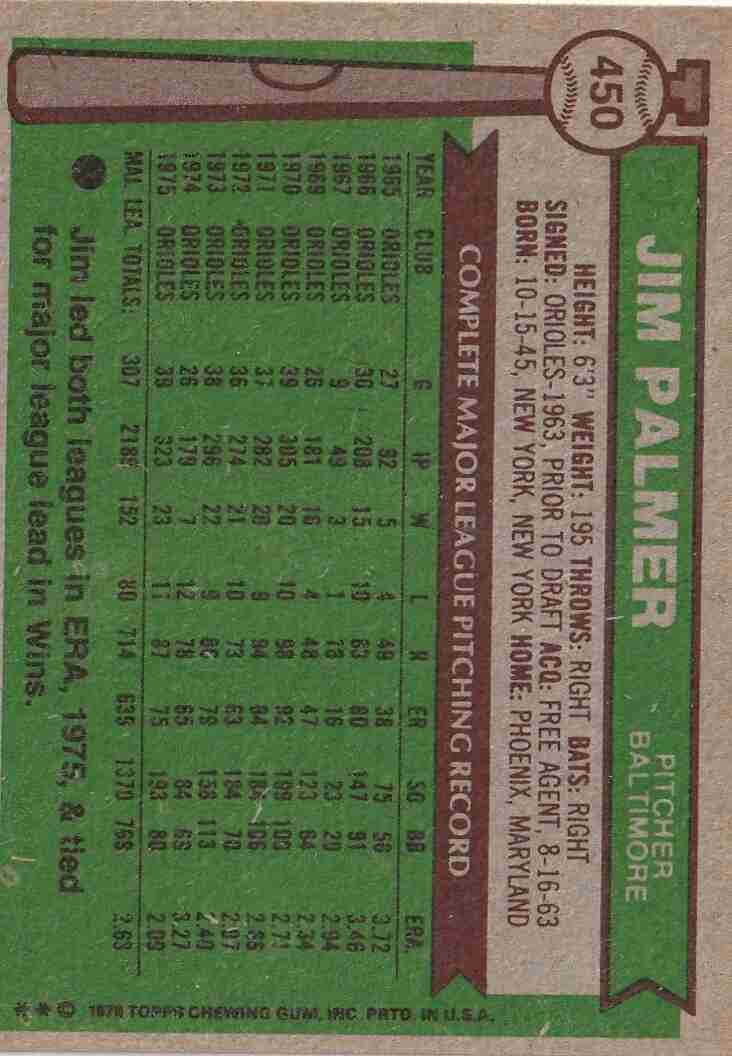 450
JIM PALMER
PITCHER
BALTIMORE
HEIGHT: 6'3" WEIGHT: 195 THROWS: RIGHT BATS: RIGHT
SIGNED: ORIOLES-1963, PRIOR TO DRAFT ACQ: FREE AGENT, 8-16-63
BORN: 10-15-45, NEW YORK, NEW YORK HOME: PHOENIX, MARYLAND
COMPLETE MAJOR LEAGUE PITCHING RECORD
YEAR CLUB G IP W L R ER SO BB ERA
1965 ORIOLES 27 92 5 4 49 38 75 56 3.72
1966 ORIOLES 30 208 15 10 83 80 147 91 3.46
1967 ORIOLES 9 49 3 1 18 16 23 20 2.94
1969 ORIOLES 26 181 16 4 48 47 123 64 2.34
1970 ORIOLES 39 305 20 10 98 92 199 100 2.71
1971 ORIOLES 37 282 20 9 94 84 184 106 2.68
1972 ORIOLES 36 274 21 10 73 63 184 70 2.07
1973 ORIOLES 38 296 22 9 86 79 158 113 2.40
1974 ORIOLES 26 179 7 12 78 65 84 69 3.27
1975 ORIOLES 39 323 23 11 87 75 193 80 2.09
MAJ. LEA. TOTALS: 307 2189 152 80 714 639 1370 768 2.63
Jim led both leagues in ERA, 1975, & tied
for major league lead in Wins.
**© 1976 TOPPS CHEWING GUM, INC. PRTD. IN U.S.A.